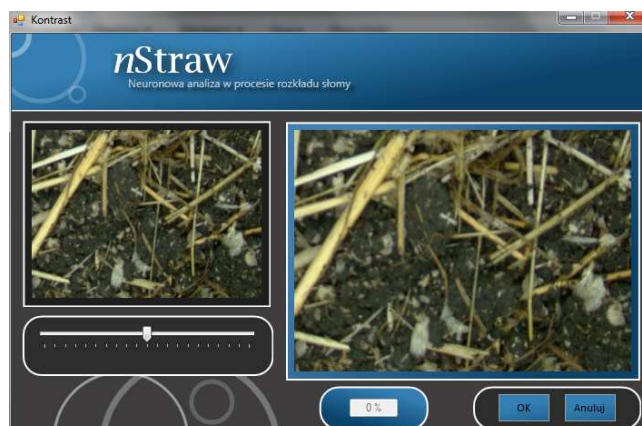 Kontrast
nStraw
Neuronowa analiza w procesie rozkładu słomy
0 %
OK
Anuluj